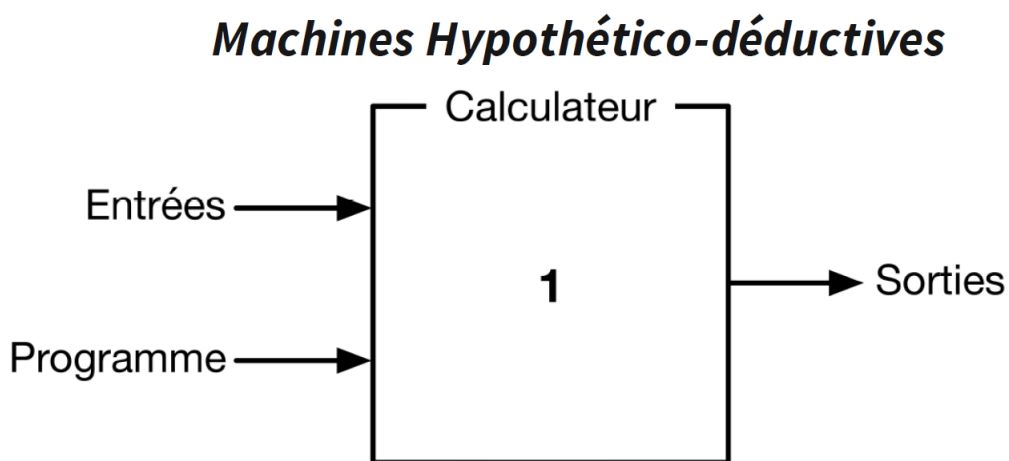 Machines Hypothético-déductives
Calculateur
Entrées
1
Sorties
Programme